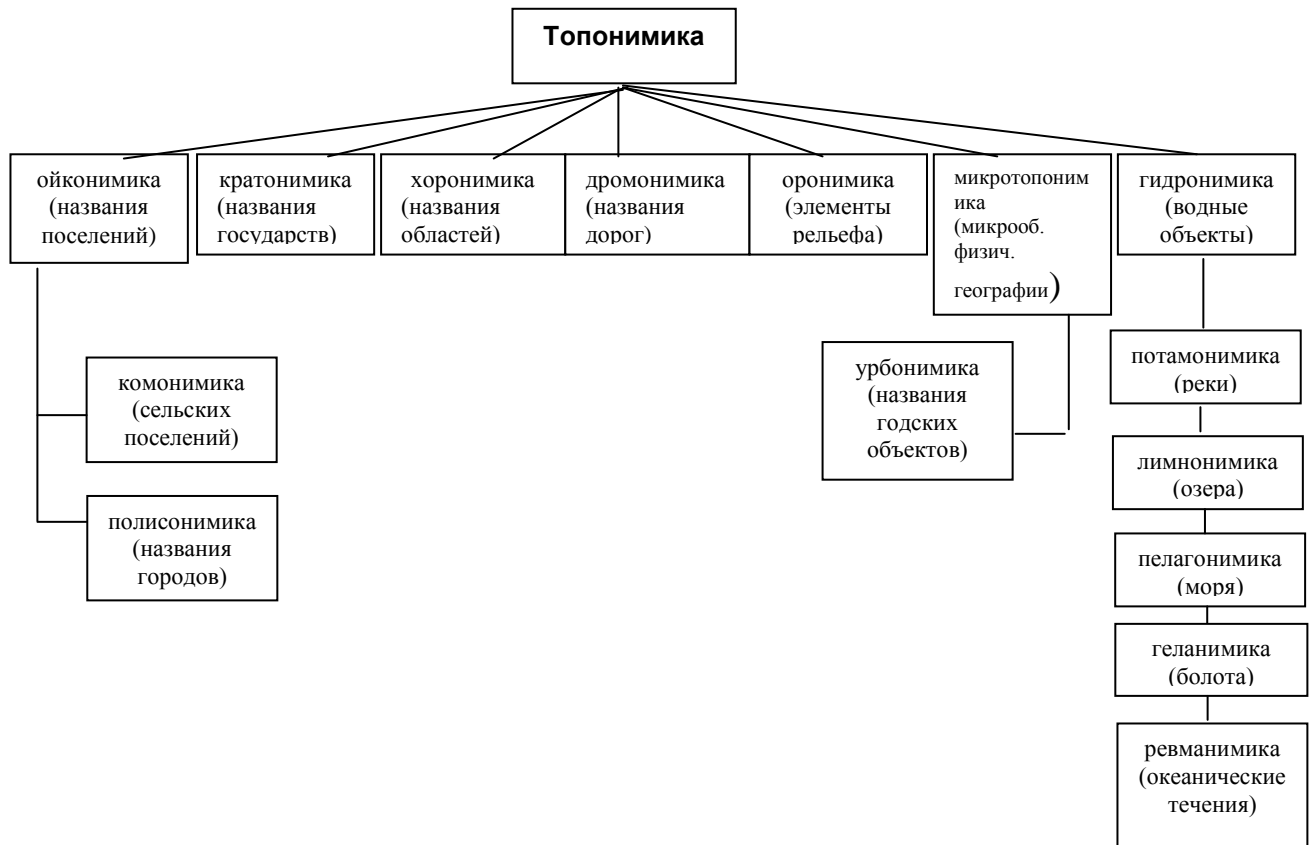 Топонимика
ойконимика
(названия
поселений)
кратонимика
(названия
государств)
хоронимика
(названия
областей)
дромонимика
(названия
дорог)
оронимика
(элементы
рельефа)
микротопоним
ика
(микрооб.
физич.
географии)
гидронимика
(водные
объекты)
комонимика
(сельских
поселений)
полисонимика
(названия
городов)
урбонимика
(названия
годских
объектов)
потамонимика
(реки)
лимнонимика
(озера)
пелагонимика
(моря)
геланимика
(болота)
ревманимика
(океанические
течения)